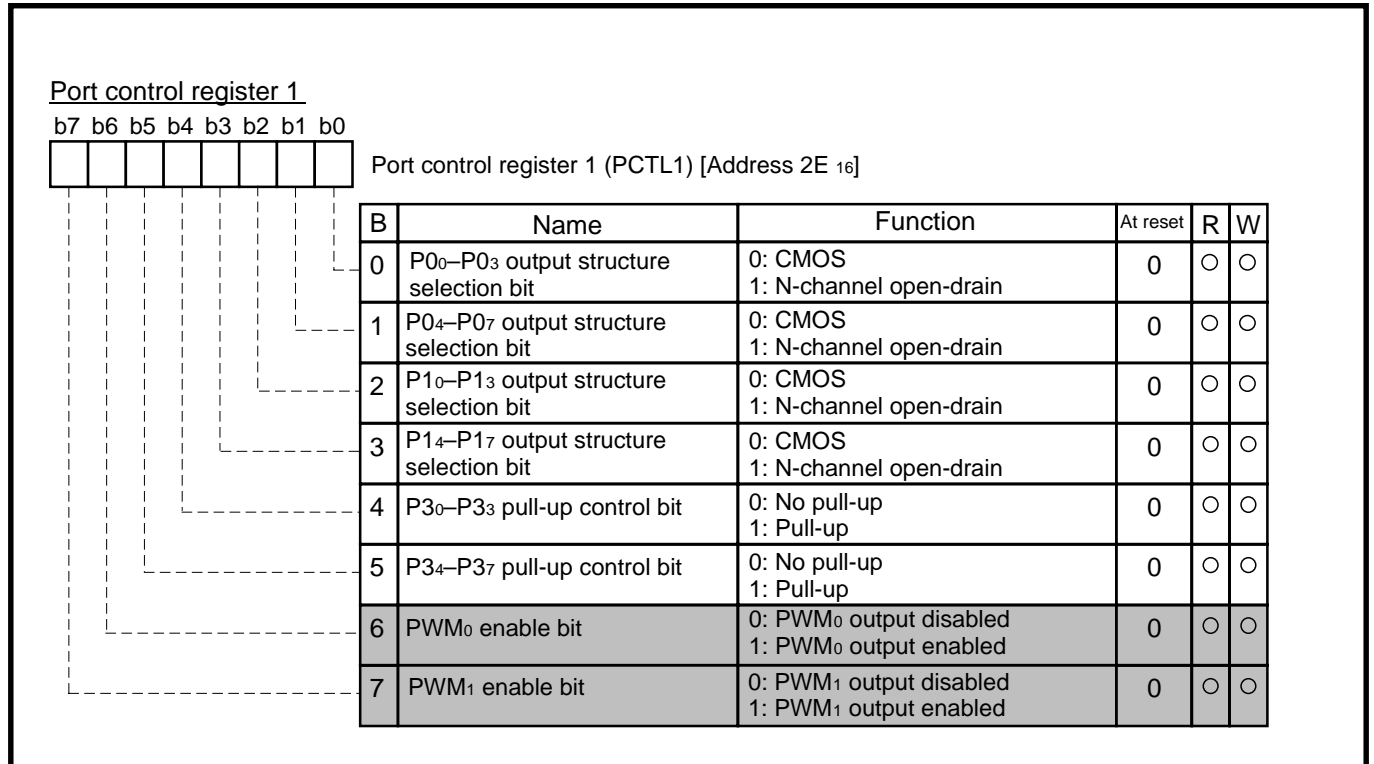 Port control register 1
b7 b6 b5 b4 b3 b2 b1 b0
Port control register 1 (PCTL1) [Address 2E 16]
B Name Function At reset R W
0 P00–P03 output structure selection bit 0: CMOS 1: N-channel open-drain 0 ○ ○
1 P04–P07 output structure selection bit 0: CMOS 1: N-channel open-drain 0 ○ ○
2 P10–P13 output structure selection bit 0: CMOS 1: N-channel open-drain 0 ○ ○
3 P14–P17 output structure selection bit 0: CMOS 1: N-channel open-drain 0 ○ ○
4 P30–P33 pull-up control bit 0: No pull-up 1: Pull-up 0 ○ ○
5 P34–P37 pull-up control bit 0: No pull-up 1: Pull-up 0 ○ ○
6 PWM0 enable bit 0: PWM0 output disabled 1: PWM0 output enabled 0 ○ ○
7 PWM1 enable bit 0: PWM1 output disabled 1: PWM1 output enabled 0 ○ ○